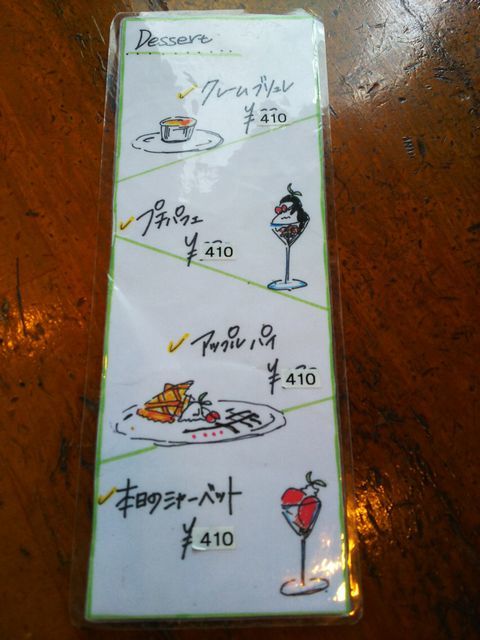 Dessert
クレームブリュレ
¥410
プチパフェ
¥410
アップルパイ
¥410
本日のシャーベット
¥410